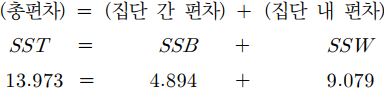 (총편차) = (집단 간 편차) + (집단 내 편차)
SST = SSB + SSW
13.973 = 4.894 + 9.079